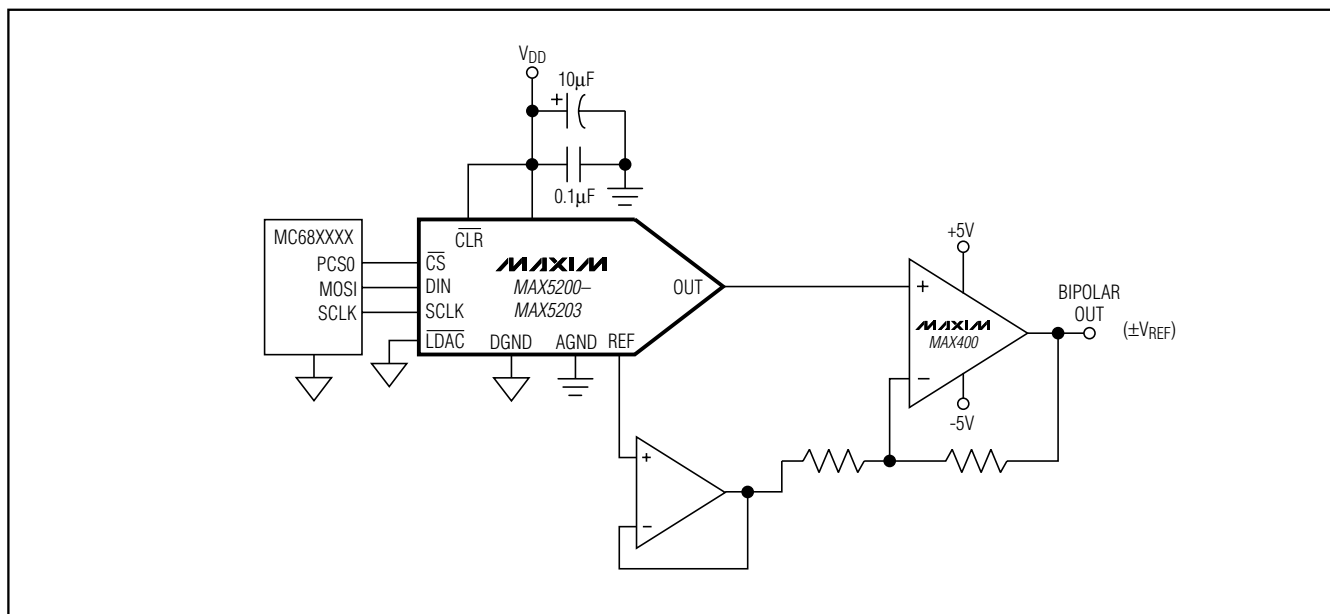 V_DD
10µF
+
0.1µF
MC68XXXX
PCS0
MOSI
SCLK
CLR
CS
DIN
SCLK
LDAC
MAXIM
MAX5200–
MAX5203
OUT
DGND
AGND
REF
+5V
+
MAXIM
MAX400
−
-5V
BIPOLAR
OUT
(±V_REF)
+
−